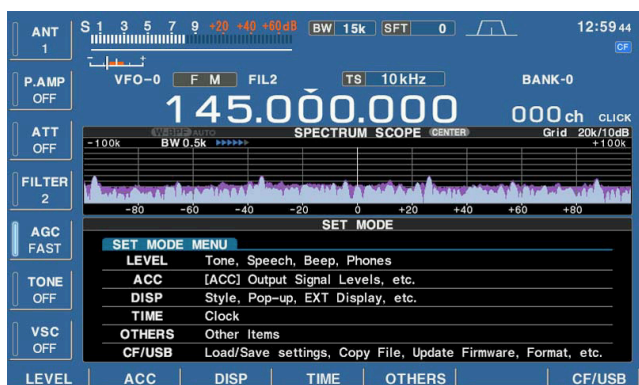 ANT
1
S 1 3 5 7 9 +20 +40 +60dB
BW 15k SFT 0
12:59 44
CF
P.AMP
OFF
VFO-0 F M FIL2 TS 10kHz BANK-0
145.000.000 000 ch CLICK
ATT
OFF
W-BPF AUTO SPECTRUM SCOPE CENTER Grid 20k/10dB
-100k BW0.5k +100k
FILTER
2
-80 -60 -40 -20 0 +20 +40 +60 +80
AGC
FAST
SET MODE
SET MODE MENU
LEVEL Tone, Speech, Beep, Phones
ACC [ACC] Output Signal Levels, etc.
TONE
OFF
DISP Style, Pop-up, EXT Display, etc.
TIME Clock
VSC
OFF
OTHERS Other Items
CF/USB Load/Save settings, Copy File, Update Firmware, Format, etc.
LEVEL ACC DISP TIME OTHERS CF/USB